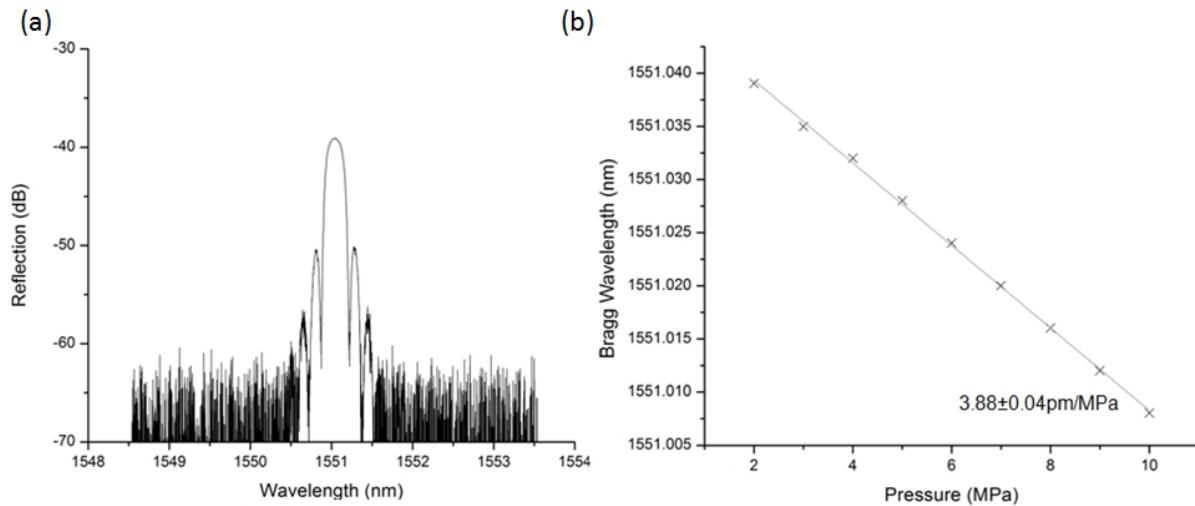 (a)
-30
-40
-50
-60
-70
Reflection (dB)
1548 1549 1550 1551 1552 1553 1554
Wavelength (nm)
(b)
1551.040
1551.035
1551.030
1551.025
1551.020
1551.015
1551.010
1551.005
Bragg Wavelength (nm)
3.88±0.04pm/MPa
2 4 6 8 10
Pressure (MPa)